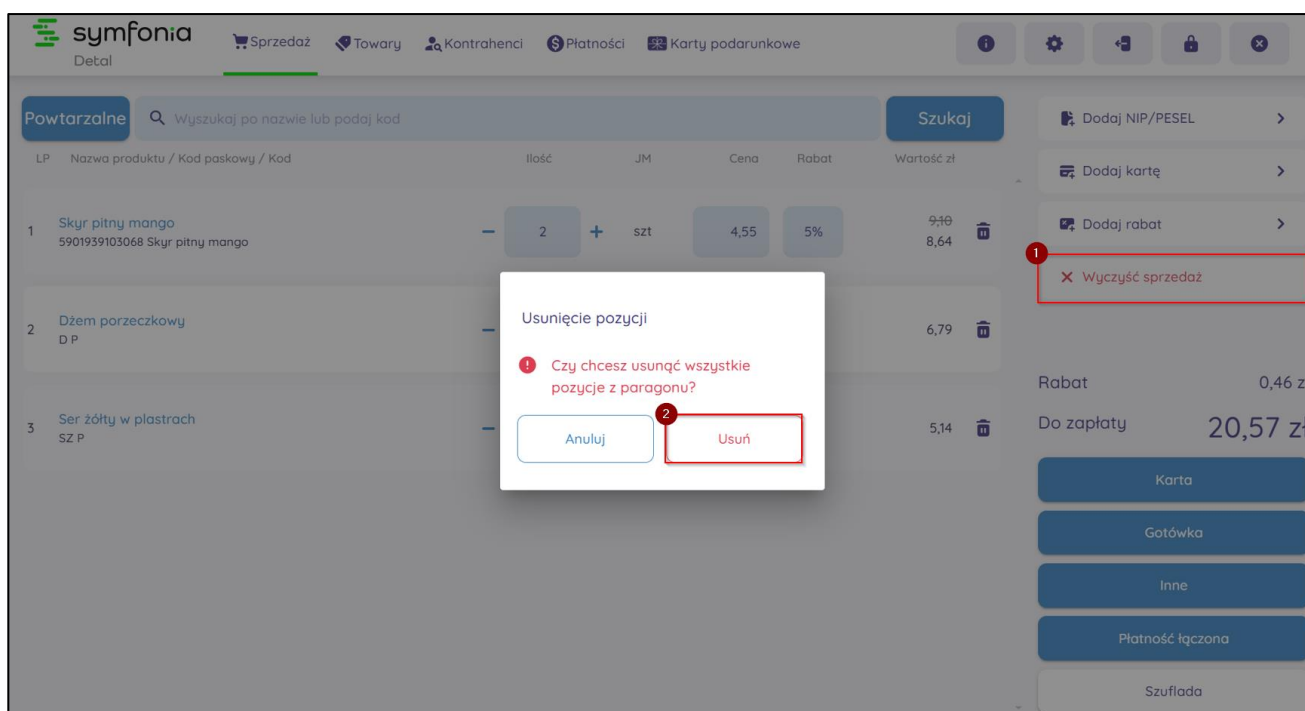 symfonia
Detal
Sprzedaż Towary Kontrahenci Płatności Karty podarunkowe
Powtarzalne Wyszukaj po nazwie lub podaj kod Szukaj
LP Nazwa produktu / Kod paskowy / Kod Ilość JM Cena Rabat Wartość zł
1 Skyr pitny mango
5901939103068 Skyr pitny mango
2 szt 4,55 5% 9,10
8,64
2 Dżem porzeczkowy
D P
6,79
3 Ser żółty w plastrach
SZ P
5,14
Usunięcie pozycji
Czy chcesz usunąć wszystkie
pozycje z paragonu?
2
Anuluj Usuń
Dodaj NIP/PESEL
Dodaj kartę
Dodaj rabat
1
Wyczyść sprzedaż
Rabat 0,46 z
Do zapłaty 20,57 zł
Karta
Gotówka
Inne
Płatność łączona
Szuflada